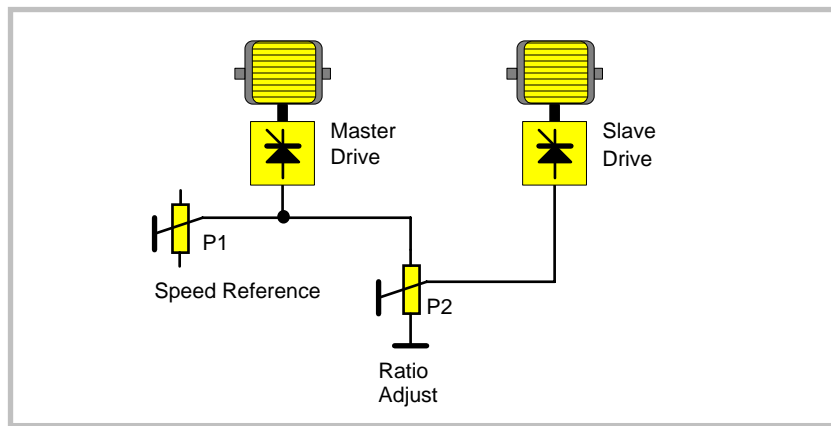 Master
Drive
Slave
Drive
P1
Speed Reference
P2
Ratio
Adjust